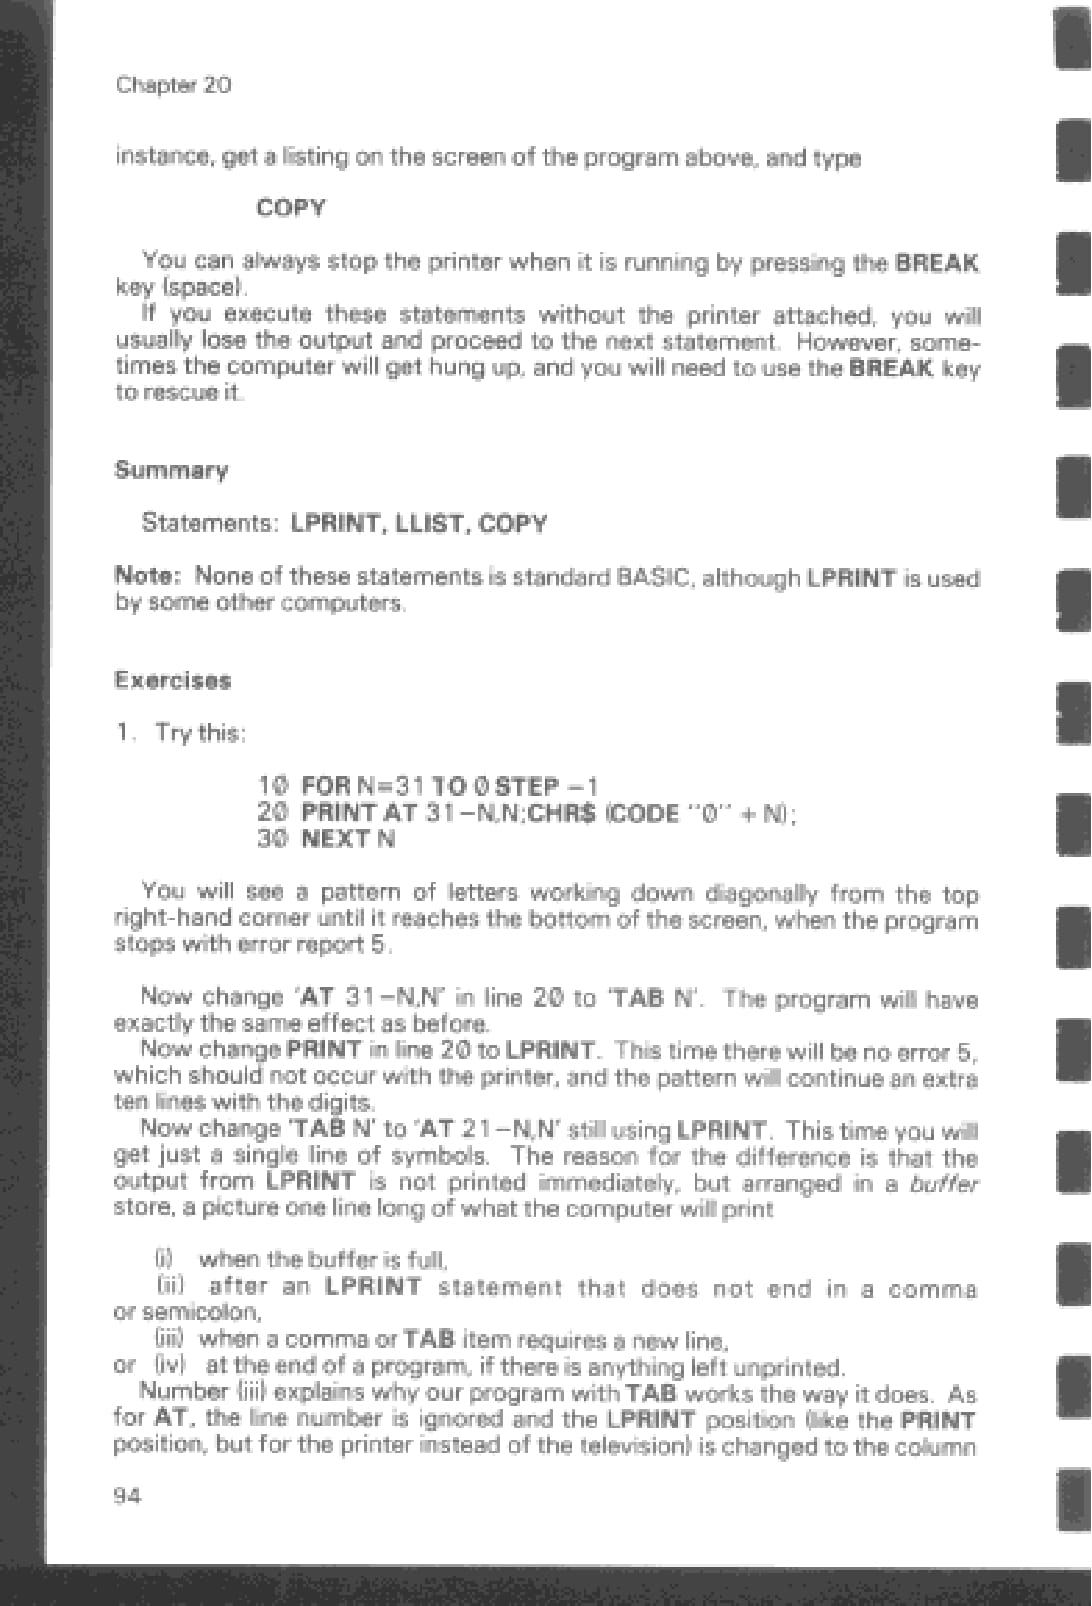 Chapter 20
instance, get a listing on the screen of the program above, and type
COPY
You can always stop the printer when it is running by pressing the BREAK
key (space).
If you execute these statements without the printer attached, you will
usually lose the output and proceed to the next statement. However, some-
times the computer will get hung up, and you will need to use the BREAK key
to rescue it.
Summary
Statements: LPRINT, LLIST, COPY
Note: None of these statements is standard BASIC, although LPRINT is used
by some other computers.
Exercises
1. Try this:
10 FOR N=31 TO 0 STEP −1
20 PRINT AT 31−N,N;CHR$ (CODE "0" + N);
30 NEXT N
You will see a pattern of letters working down diagonally from the top
right-hand corner until it reaches the bottom of the screen, when the program
stops with error report 5.
Now change 'AT 31−N,N' in line 20 to 'TAB N'. The program will have
exactly the same effect as before.
Now change PRINT in line 20 to LPRINT. This time there will be no error 5,
which should not occur with the printer, and the pattern will continue an extra
ten lines with the digits.
Now change 'TAB N' to 'AT 21−N,N' still using LPRINT. This time you will
get just a single line of symbols. The reason for the difference is that the
output from LPRINT is not printed immediately, but arranged in a buffer
store, a picture one line long of what the computer will print
(i) when the buffer is full,
(ii) after an LPRINT statement that does not end in a comma
or semicolon,
(iii) when a comma or TAB item requires a new line,
or (iv) at the end of a program, if there is anything left unprinted.
Number (iii) explains why our program with TAB works the way it does. As
for AT, the line number is ignored and the LPRINT position (like the PRINT
position, but for the printer instead of the television) is changed to the column
94